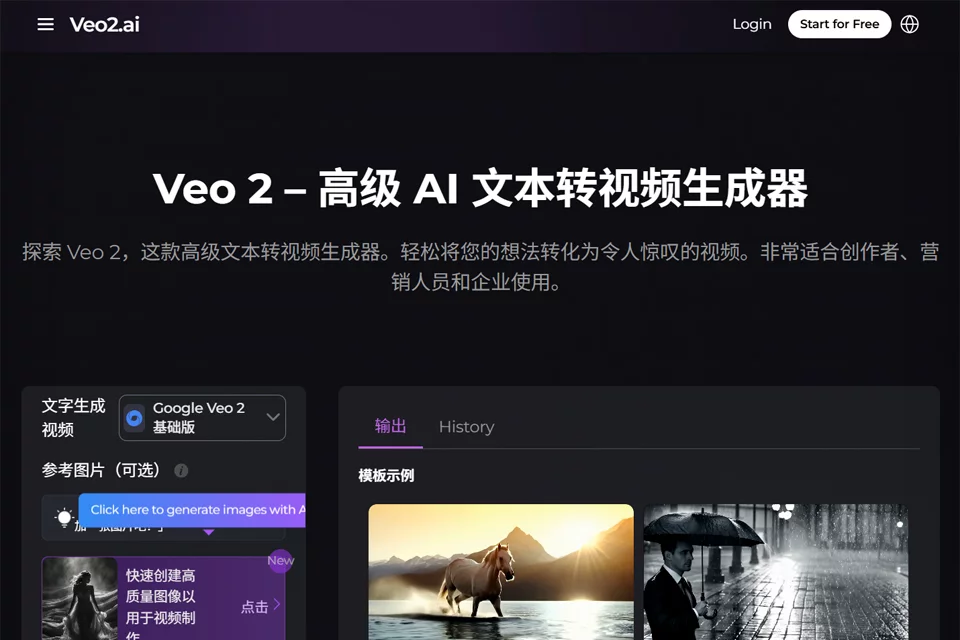 Veo2.ai
Login
Start for Free
Veo 2 – 高级 AI 文本转视频生成器
探索 Veo 2，这款高级文本转视频生成器。轻松将您的想法转化为令人惊叹的视频。非常适合创作者、营
销人员和企业使用。
文字生成
视频
Google Veo 2
基础版
参考图片（可选）
Click here to generate images with A
New
快速创建高
质量图像以
用于视频制
作
点击
输出
History
模板示例